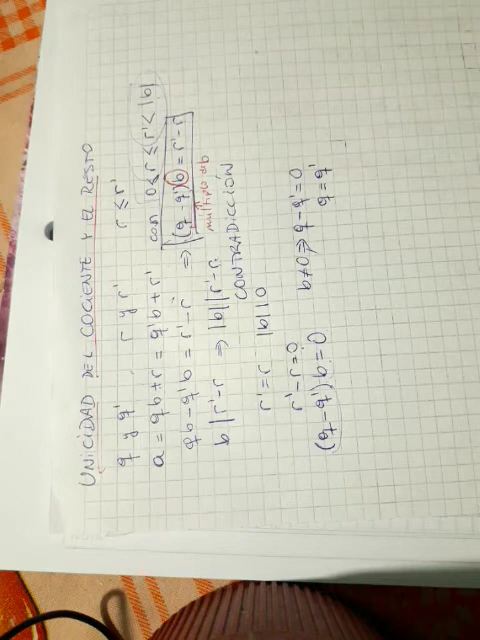 UNICIDAD DEL COCIENTE Y EL RESTO
q y q' r y r' r ≤ r'
a = qb + r = q'b + r' con 0 ≤ r ≤ r' < |b|
qb - q'b = r' - r ⇒ (q - q')b = r' - r
múltiplo de b
b | r' - r ⇒ |b| | r' - r
CONTRADICCIÓN
r' = r |b| | 0
r' - r = 0
(q - q')b = 0 b ≠ 0 ⇒ q - q' = 0
q = q'